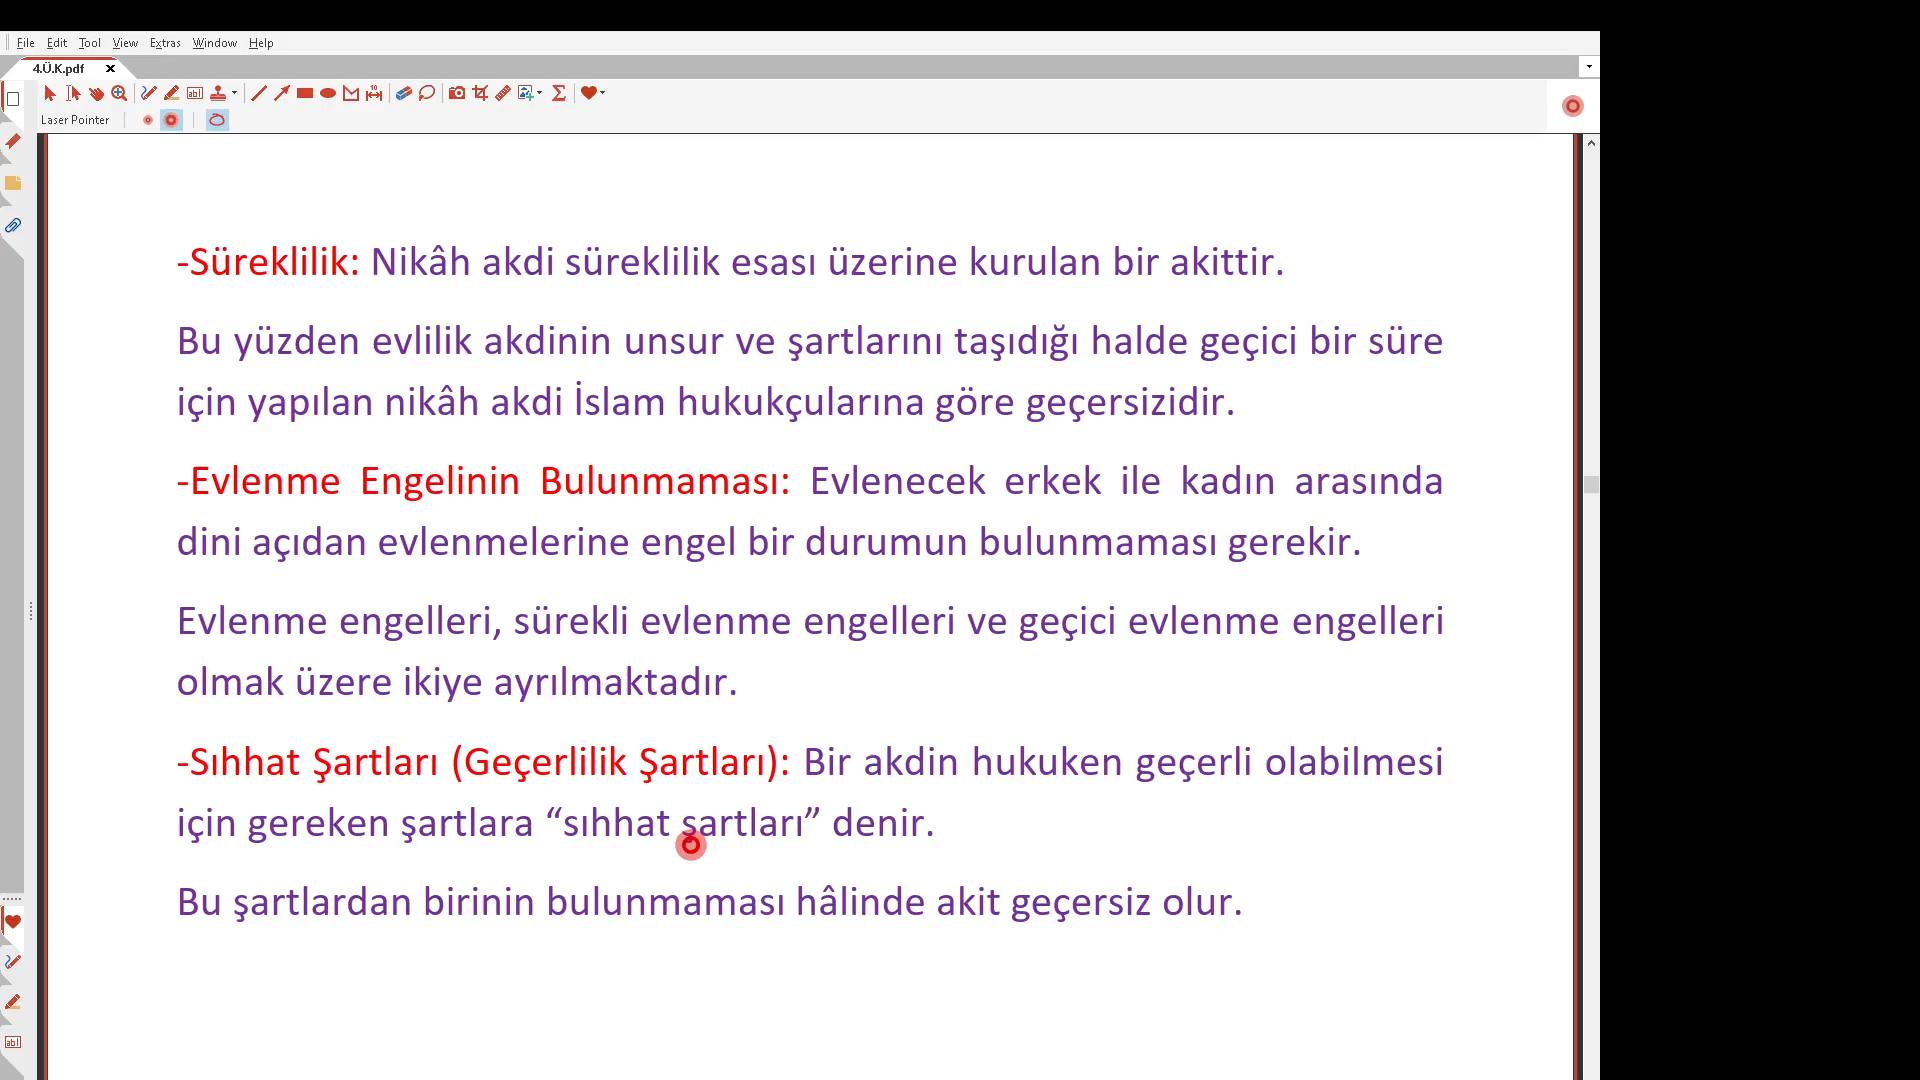 File Edit Tool View Extras Window Help
4.Ü.K.pdf
Laser Pointer
-Süreklilik: Nikâh akdi süreklilik esası üzerine kurulan bir akittir.
Bu yüzden evlilik akdinin unsur ve şartlarını taşıdığı halde geçici bir süre
için yapılan nikâh akdi İslam hukukçularına göre geçersizidir.
-Evlenme Engelinin Bulunmaması: Evlenecek erkek ile kadın arasında
dini açıdan evlenmelerine engel bir durumun bulunmaması gerekir.
Evlenme engelleri, sürekli evlenme engelleri ve geçici evlenme engelleri
olmak üzere ikiye ayrılmaktadır.
-Sıhhat Şartları (Geçerlilik Şartları): Bir akdin hukuken geçerli olabilmesi
için gereken şartlara “sıhhat şartları” denir.
Bu şartlardan birinin bulunmaması hâlinde akit geçersiz olur.